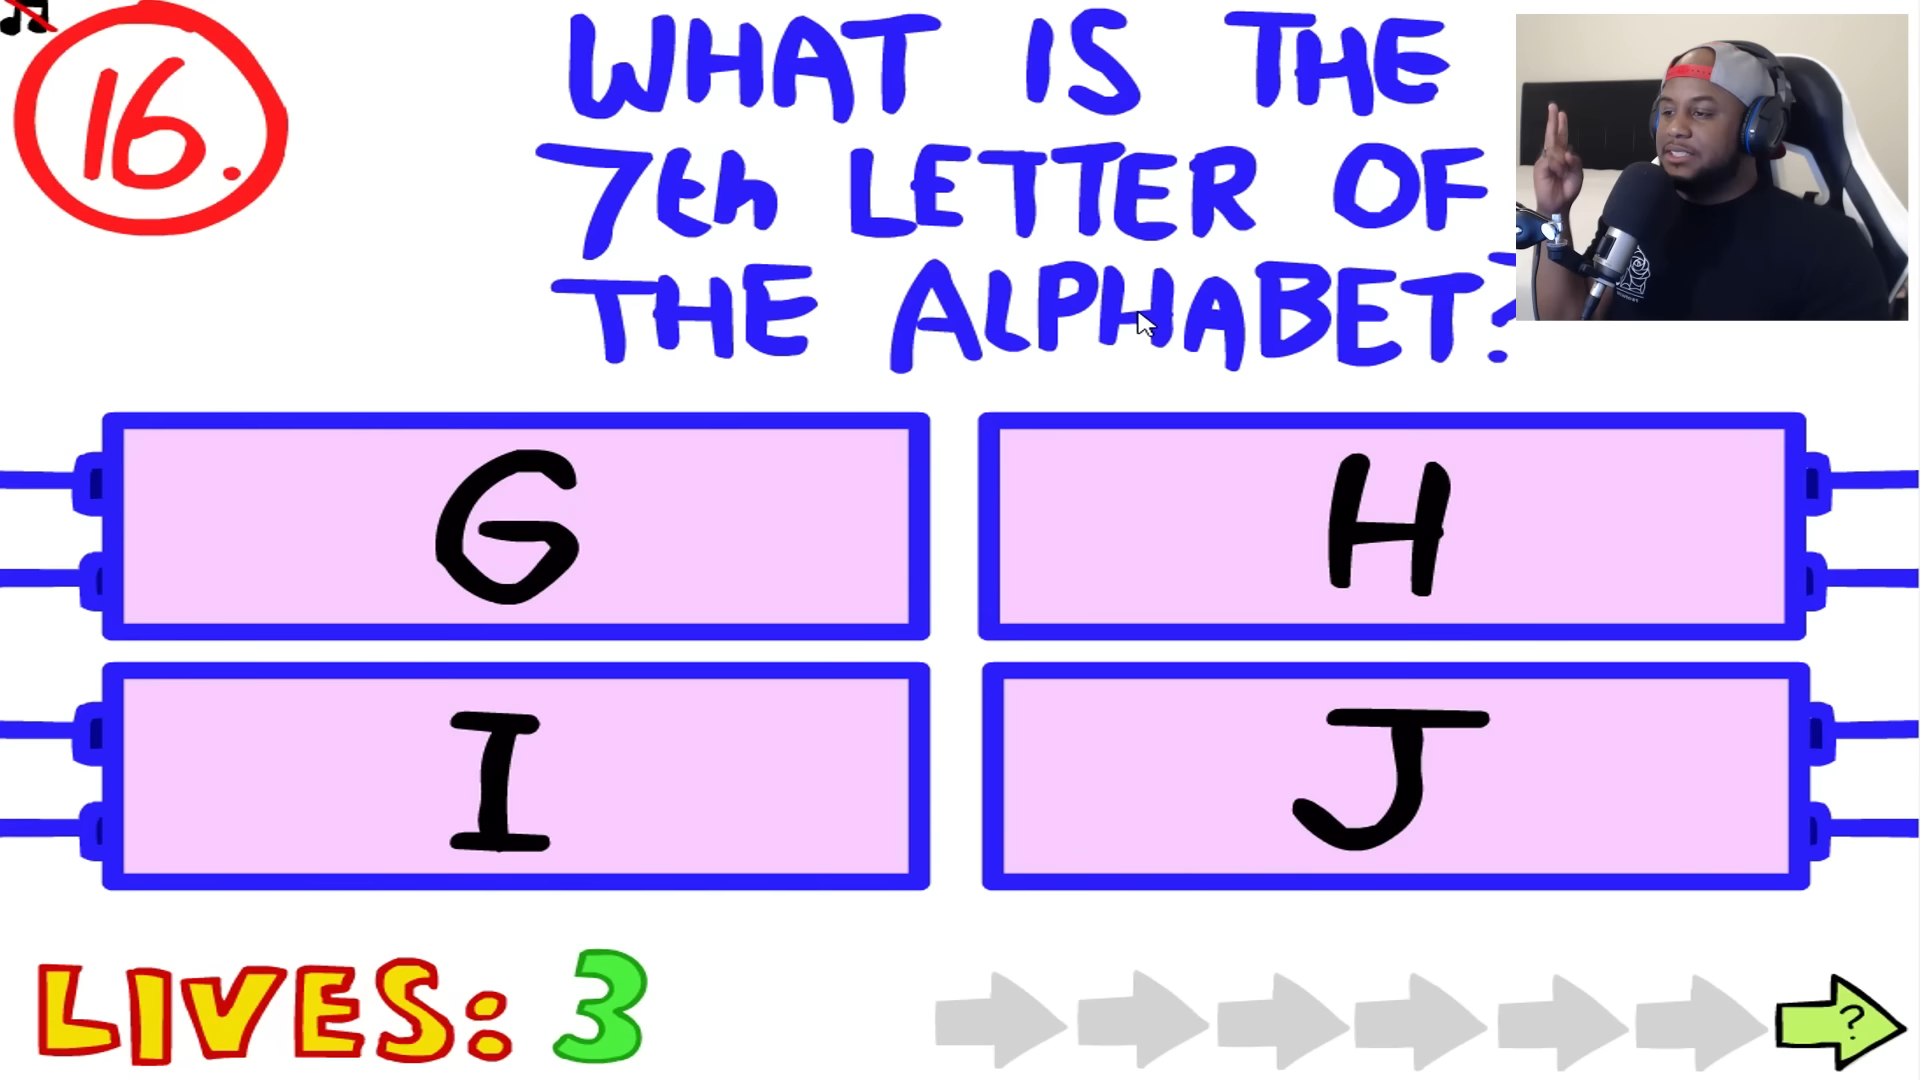 16.
WHAT IS THE
7th LETTER OF
THE ALPHABET?
G
H
I
J
LIVES: 3
?